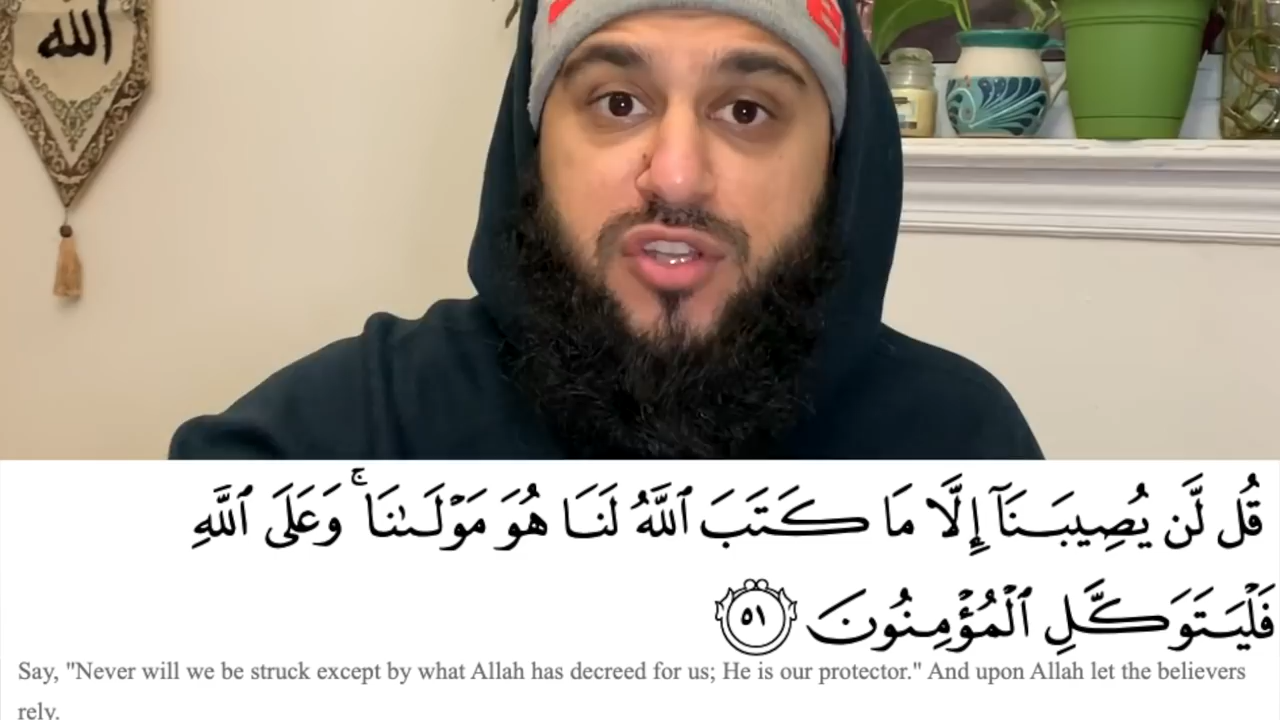 الله
قُل لَّن يُصِيبَنَآ إِلَّا مَا كَتَبَ ٱللَّهُ لَنَا هُوَ مَوْلَىٰنَا ۚ وَعَلَى ٱللَّهِ
فَلْيَتَوَكَّلِ ٱلْمُؤْمِنُونَ ٥١
Say, "Never will we be struck except by what Allah has decreed for us; He is our protector." And upon Allah let the believers
rely.